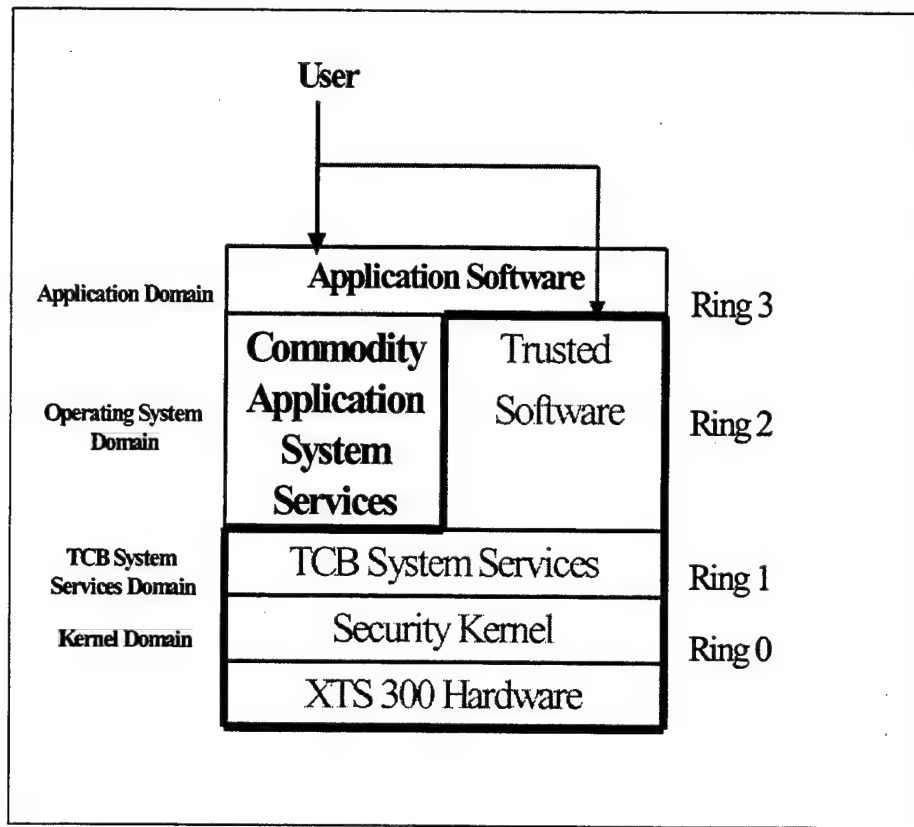 User
Application Software
Application Domain
Ring 3
Commodity
Application
System
Services
Trusted
Software
Operating System
Domain
Ring 2
TCB System
Services Domain
TCB System Services
Ring 1
Kernel Domain
Security Kernel
Ring 0
XTS 300 Hardware